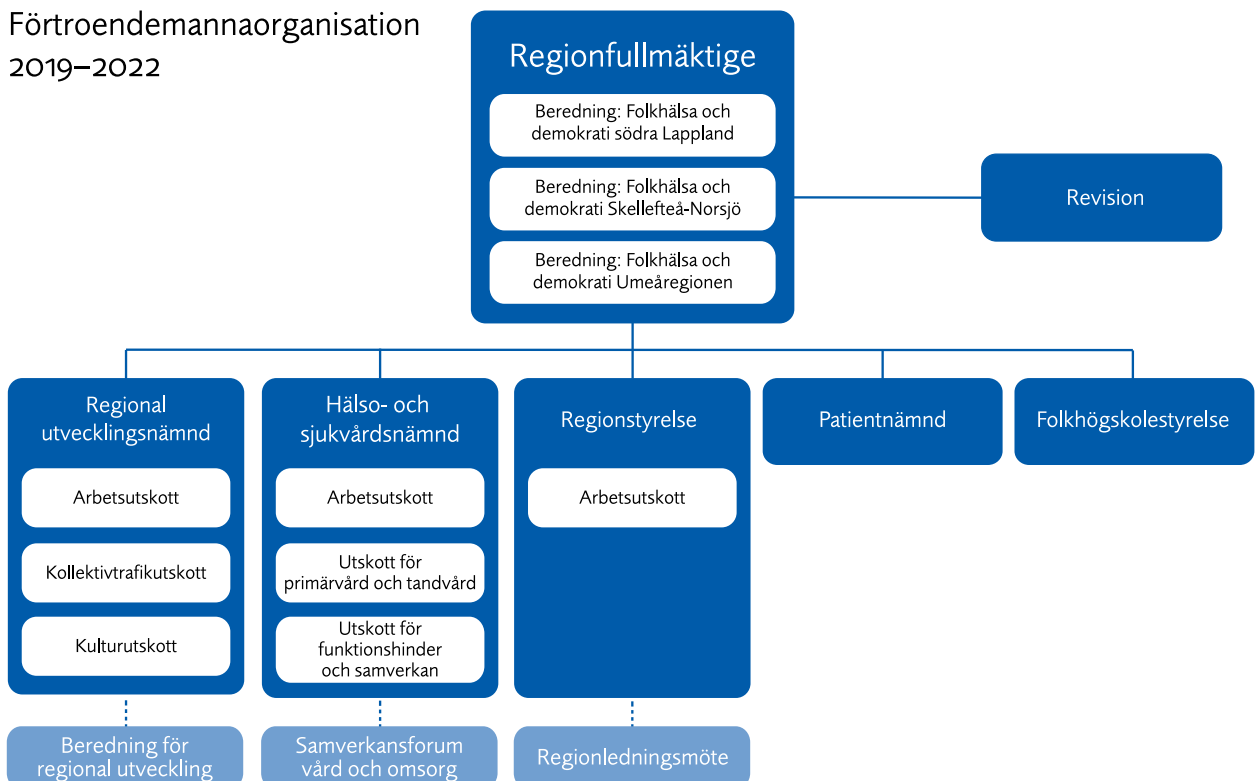 Förtroendemannaorganisation
2019–2022
Regionfullmäktige
Beredning: Folkhälsa och
demokrati södra Lappland
Beredning: Folkhälsa och
demokrati Skellefteå-Norsjö
Beredning: Folkhälsa och
demokrati Umeåregionen
Revision
Regional
utvecklingsnämnd
Arbetsutskott
Kollektivtrafikutskott
Kulturutskott
Beredning för
regional utveckling
Hälso- och
sjukvårdsnämnd
Arbetsutskott
Utskott för
primärvård och tandvård
Utskott för
funktionshinder
och samverkan
Samverkansforum
vård och omsorg
Regionstyrelse
Arbetsutskott
Regionledningsmöte
Patientnämnd
Folkhögskolestyrelse